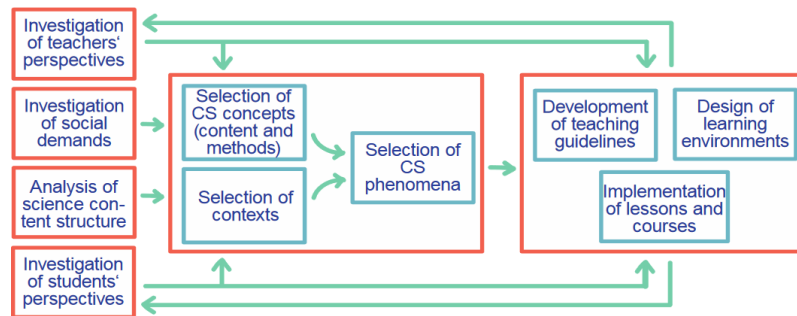 Investigation
of teachers‘
perspectives
Investigation
of social
demands
Analysis of
science con-
tent structure
Investigation
of students‘
perspectives
Selection of
CS concepts
(content and
methods)
Selection
of contexts
Selection of
CS
phenomena
Development
of teaching
guidelines
Design of
learning
environments
Implementation
of lessons and
courses